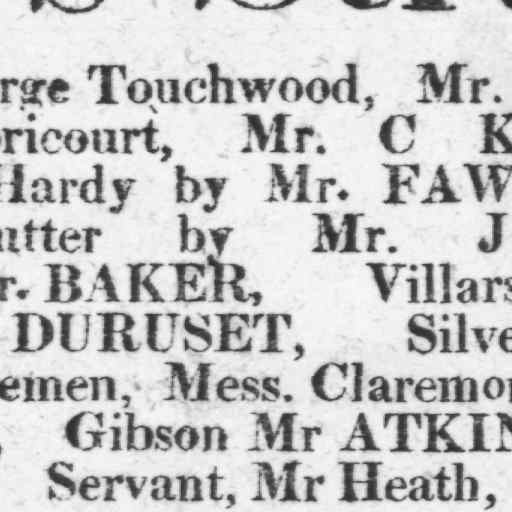 rge Touchwood, Mr.
ricourt, Mr. C K
Hardy by Mr. FAW
utter by Mr. J
r. BAKER, Villars
DURUSET, Silve
emen, Mess. Claremon
, Gibson Mr ATKIN
Servant, Mr Heath,